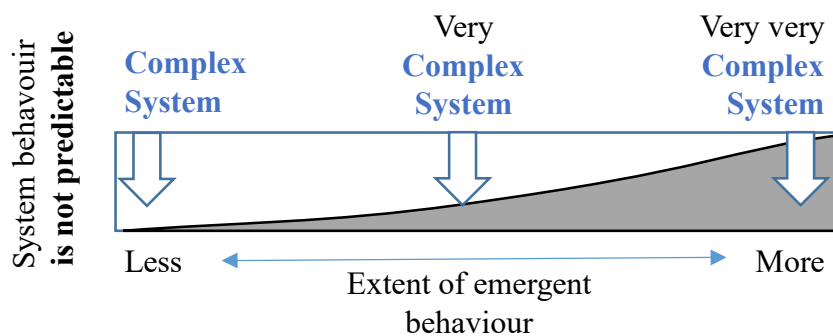 System behavouir
is not predictable
Complex
System
Very
Complex
System
Very very
Complex
System
Less
More
Extent of emergent
behaviour